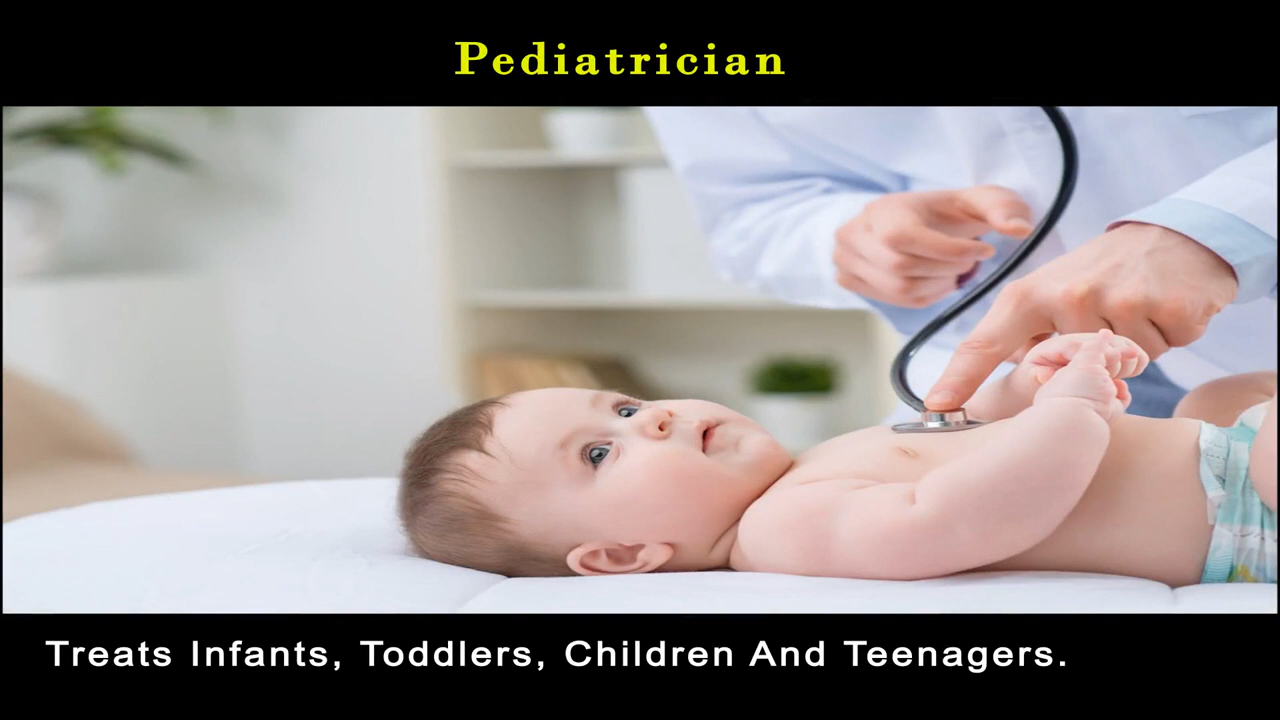 Pediatrician
Treats Infants, Toddlers, Children And Teenagers.